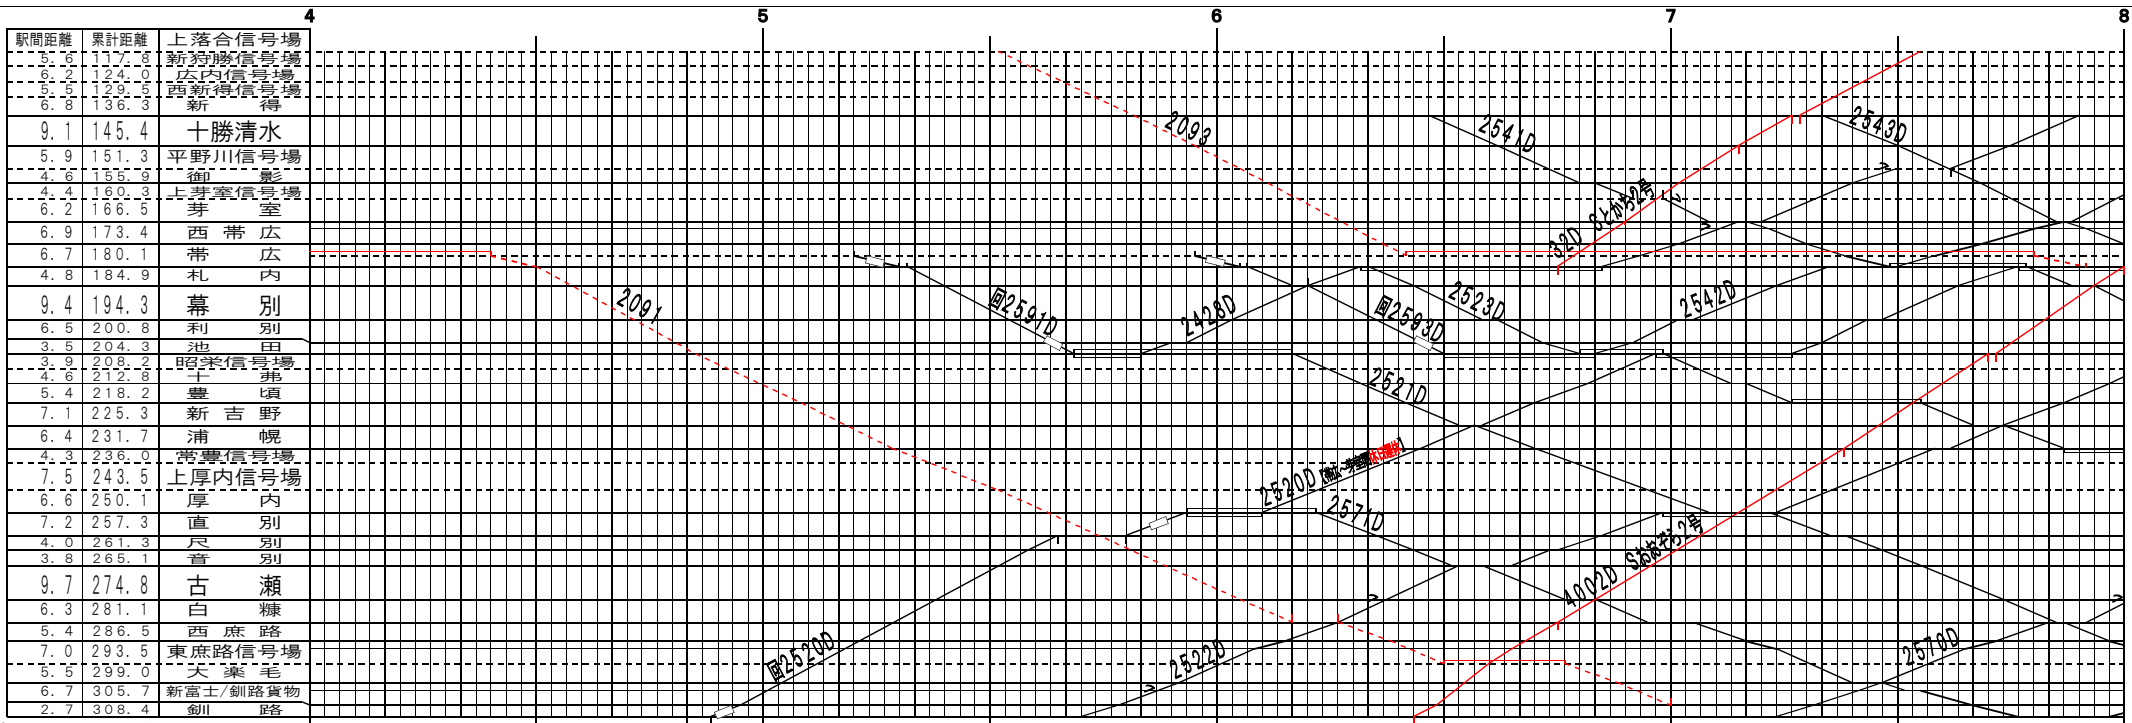 4 5 6 7 8
駅間距離 累計距離 上落合信号場
5.6 117.8 新狩勝信号場
6.2 124.0 広内信号場
5.5 129.5 西新得信号場
6.8 136.3 新得
9.1 145.4 十勝清水
5.9 151.3 平野川信号場
4.6 155.9 御影
4.4 160.3 上芽室信号場
6.2 166.5 芽室
6.9 173.4 西帯広
6.7 180.1 帯広
4.8 184.9 札内
9.4 194.3 幕別
6.5 200.8 利別
3.5 204.3 池田
3.9 208.2 昭栄信号場
4.6 212.8 十弗
5.4 218.2 豊頃
7.1 225.3 新吉野
6.4 231.7 浦幌
4.3 236.0 常豊信号場
7.5 243.5 上厚内信号場
6.6 250.1 厚内
7.2 257.3 直別
4.0 261.3 尺別
3.8 265.1 音別
9.7 274.8 古瀬
6.3 281.1 白糠
5.4 286.5 西庶路
7.0 293.5 東庶路信号場
5.5 299.0 大楽毛
6.7 305.7 新富士/釧路貨物
2.7 308.4 釧路
2093
2541D
2543D
32D Sとかち2号
2091
回2591D
2428D
回2593D
2523D
2542D
2521D
2520D
2571D
4002D Sおおぞら2号
回2520D
2522D
2570D